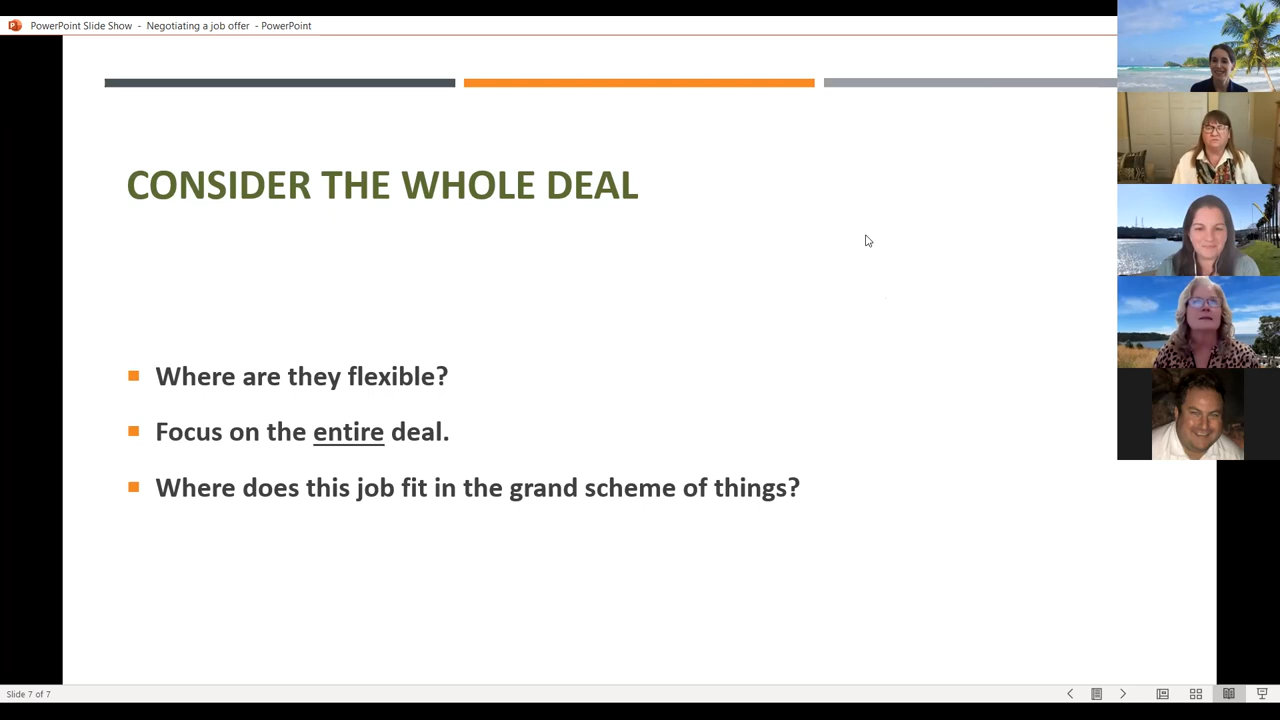 PowerPoint Slide Show - Negotiating a job offer - PowerPoint
CONSIDER THE WHOLE DEAL
Where are they flexible?
Focus on the entire deal.
Where does this job fit in the grand scheme of things?
Slide 7 of 7